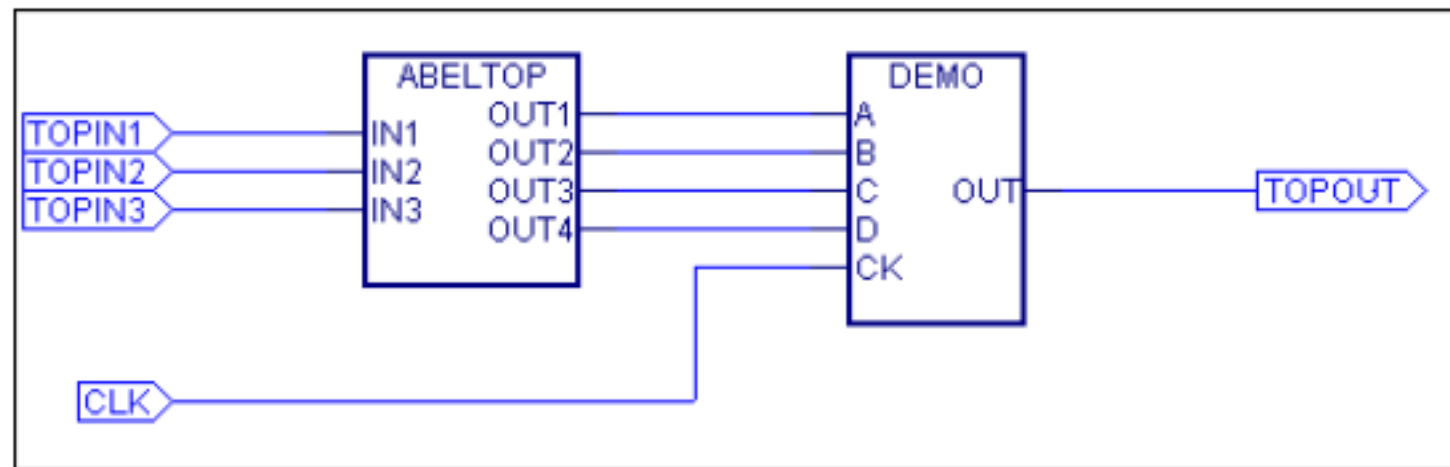 ABELTOP
DEMO
TOPIN1
TOPIN2
TOPIN3
IN1
IN2
IN3
OUT1
OUT2
OUT3
OUT4
A
B
C
D
CK
OUT
TOPOUT
CLK